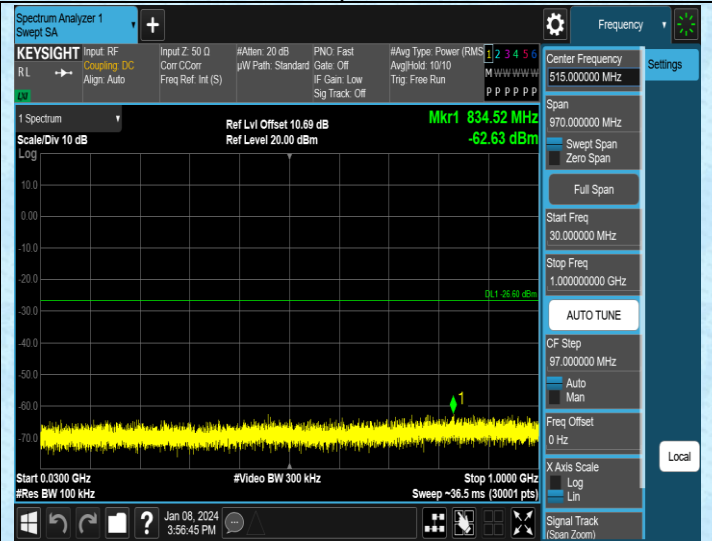 Spectrum Analyzer 1
Swept SA
+
Frequency
KEYSIGHT
RL
LXI
Input: RF
Coupling: DC
Align: Auto
Input Z: 50 Ω
Corr CCorr
Freq Ref: Int (S)
#Atten: 20 dB
µW Path: Standard
PNO: Fast
Gate: Off
IF Gain: Low
Sig Track: Off
#Avg Type: Power (RMS
Avg|Hold: 10/10
Trig: Free Run
1 2 3 4 5 6
M W W W W W
P P P P P P
1 Spectrum
Scale/Div 10 dB
Log
Ref Lvl Offset 10.69 dB
Ref Level 20.00 dBm
Mkr1 834.52 MHz
-62.63 dBm
10.0
0.00
-10.0
-20.0
DL1 -26.60 dBm
-30.0
-40.0
-50.0
1
-60.0
-70.0
Start 0.0300 GHz
#Res BW 100 kHz
#Video BW 300 kHz
Stop 1.0000 GHz
Sweep ~36.5 ms (30001 pts)
Center Frequency
515.000000 MHz
Settings
Span
970.000000 MHz
Swept Span
Zero Span
Full Span
Start Freq
30.000000 MHz
Stop Freq
1.000000000 GHz
AUTO TUNE
CF Step
97.000000 MHz
Auto
Man
Freq Offset
0 Hz
X Axis Scale
Log
Lin
Local
Signal Track
(Span Zoom)
?
Jan 08, 2024
3:56:45 PM